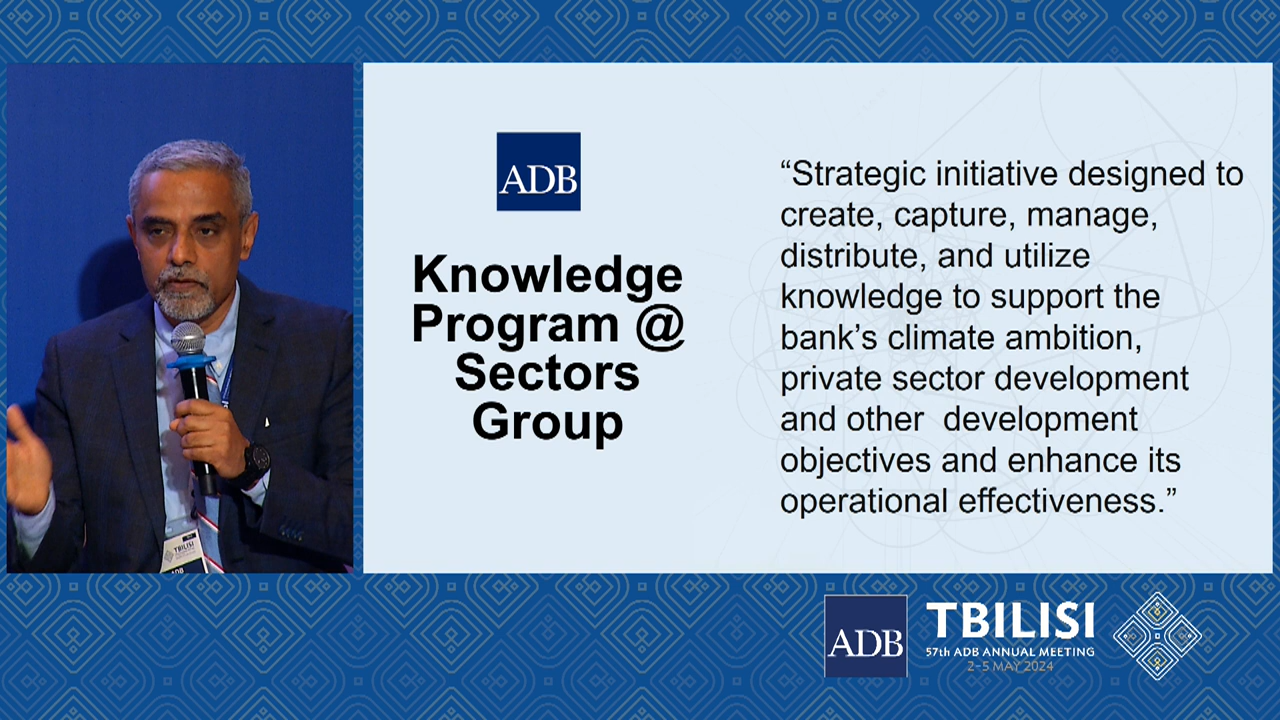 ADB
Knowledge
Program @
Sectors
Group
“Strategic initiative designed to
create, capture, manage,
distribute, and utilize
knowledge to support the
bank’s climate ambition,
private sector development
and other  development
objectives and enhance its
operational effectiveness.”
TBILISI
ADB
ADB
TBILISI
57th ADB ANNUAL MEETING
2–5 MAY 2024